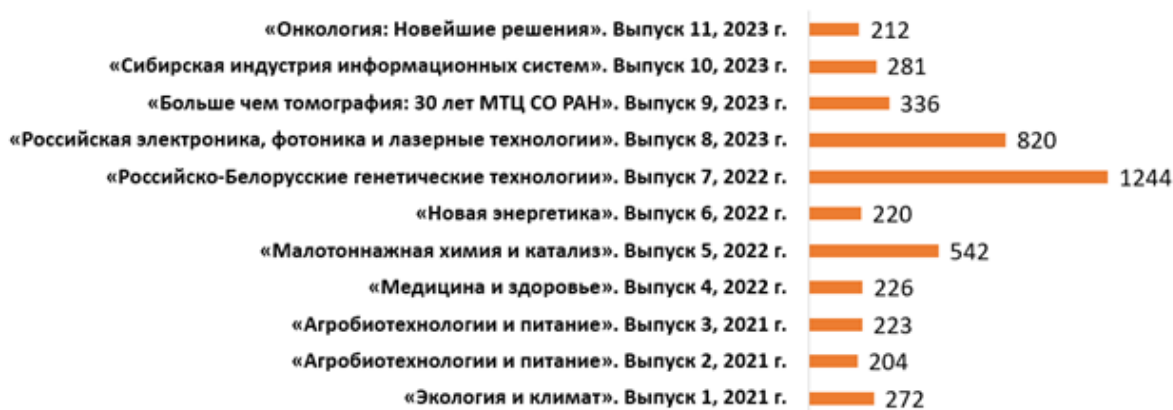 «Онкология: Новейшие решения». Выпуск 11, 2023 г. 212
«Сибирская индустрия информационных систем». Выпуск 10, 2023 г. 281
«Больше чем томография: 30 лет МТЦ СО РАН». Выпуск 9, 2023 г. 336
«Российская электроника, фотоника и лазерные технологии». Выпуск 8, 2023 г. 820
«Российско-Белорусские генетические технологии». Выпуск 7, 2022 г. 1244
«Новая энергетика». Выпуск 6, 2022 г. 220
«Малотоннажная химия и катализ». Выпуск 5, 2022 г. 542
«Медицина и здоровье». Выпуск 4, 2022 г. 226
«Агробиотехнологии и питание». Выпуск 3, 2021 г. 223
«Агробиотехнологии и питание». Выпуск 2, 2021 г. 204
«Экология и климат». Выпуск 1, 2021 г. 272